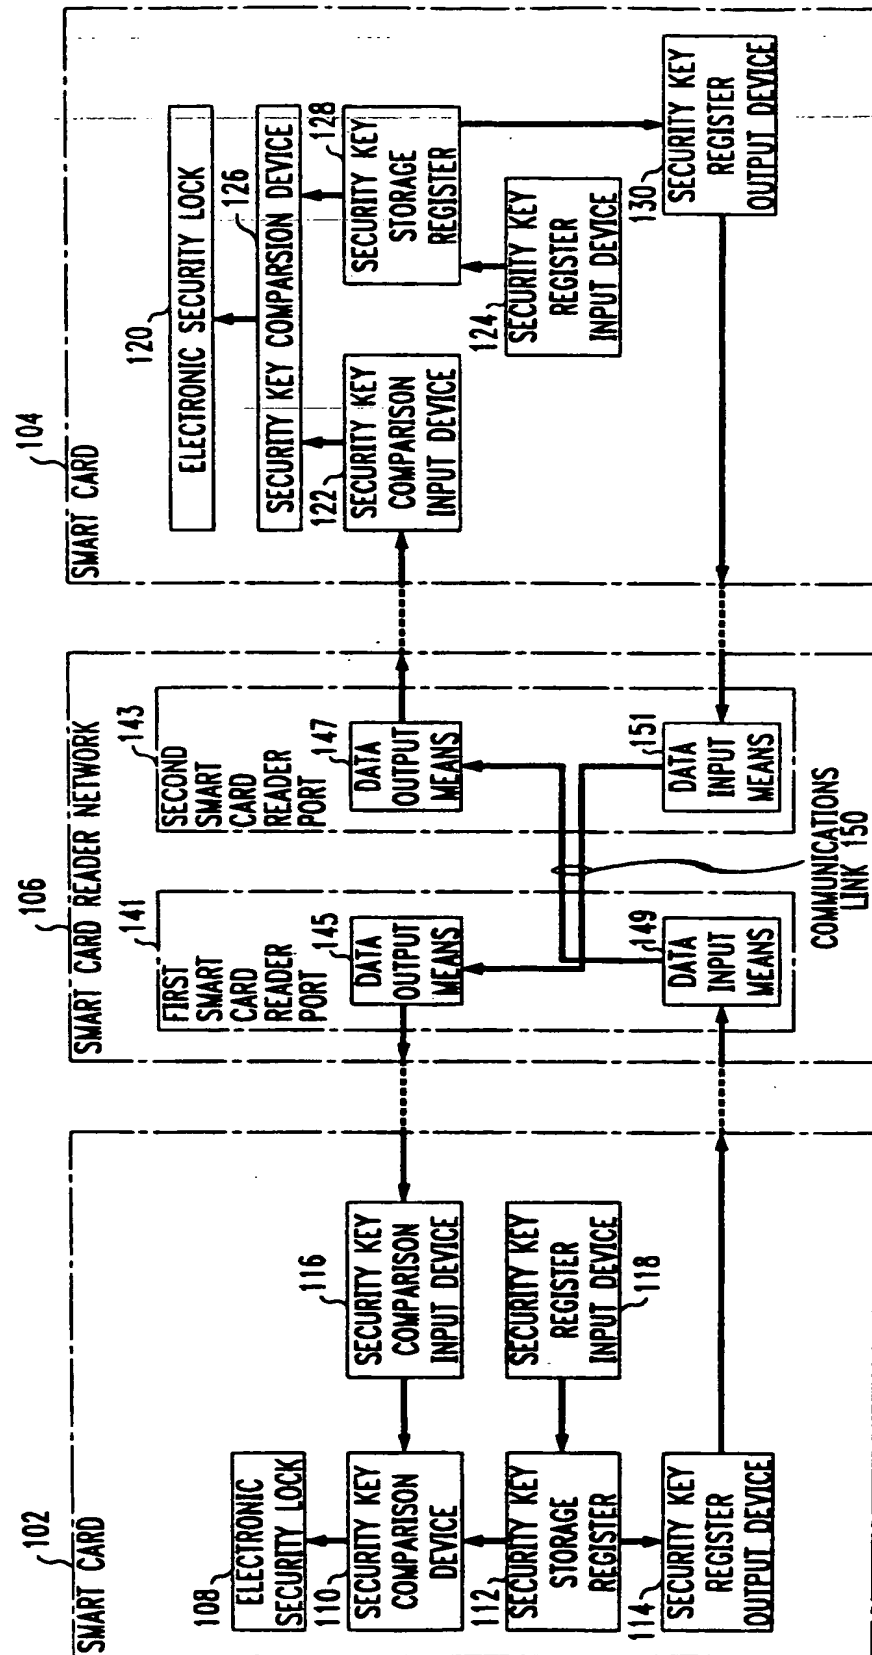 102
SMART CARD
108
ELECTRONIC
SECURITY LOCK
110
SECURITY KEY
COMPARISON
DEVICE
112
SECURITY KEY
STORAGE
REGISTER
114
SECURITY KEY
REGISTER
OUTPUT DEVICE
116
SECURITY KEY
COMPARISON
INPUT DEVICE
SECURITY KEY
REGISTER
INPUT DEVICE
118
106
SMART CARD READER NETWORK
141
FIRST
SMART
CARD
READER
PORT
145
DATA
OUTPUT
MEANS
149
DATA
INPUT
MEANS
143
SECOND
SMART
CARD
READER
PORT
147
DATA
OUTPUT
MEANS
151
DATA
INPUT
MEANS
COMMUNICATIONS
LINK 150
104
SMART CARD
120
ELECTRONIC SECURITY LOCK
126
SECURITY KEY COMPARSION DEVICE
122
SECURITY KEY
COMPARISON
INPUT DEVICE
128
SECURITY KEY
STORAGE
REGISTER
124
SECURITY KEY
REGISTER
INPUT DEVICE
130
SECURITY KEY
REGISTER
OUTPUT DEVICE